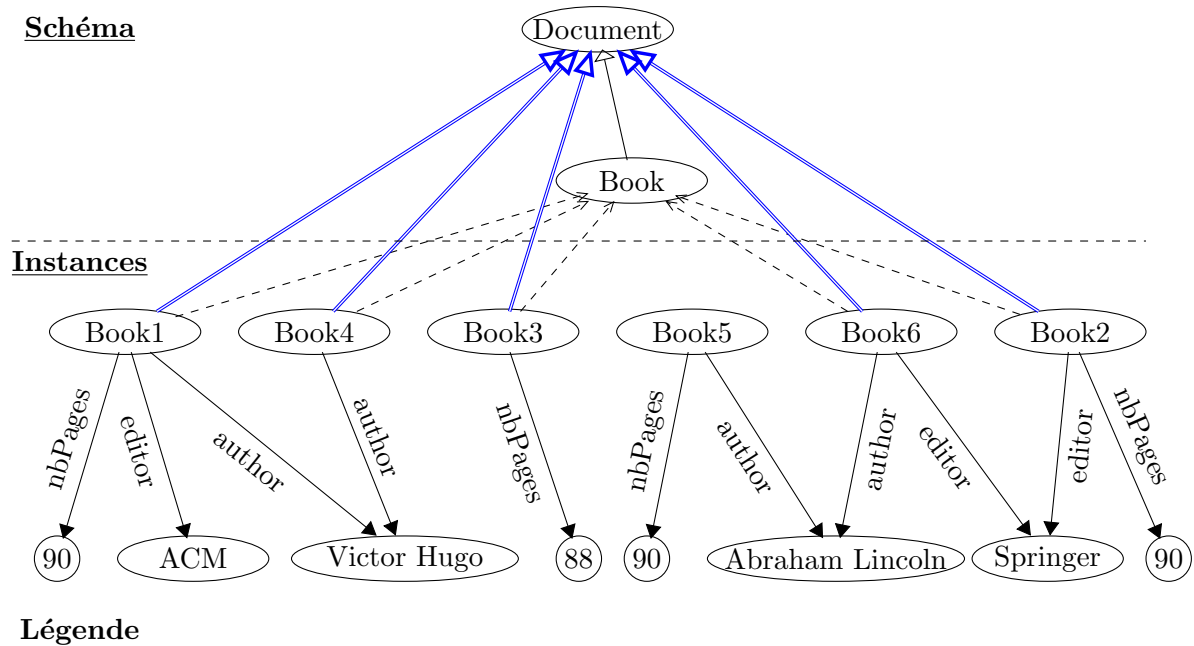 Schéma
Document
Book
Instances
Book1 Book4 Book3 Book5 Book6 Book2
nbPages editor author author nbPages nbPages author author editor editor nbPages
90 ACM Victor Hugo 88 90 Abraham Lincoln Springer 90
Légende